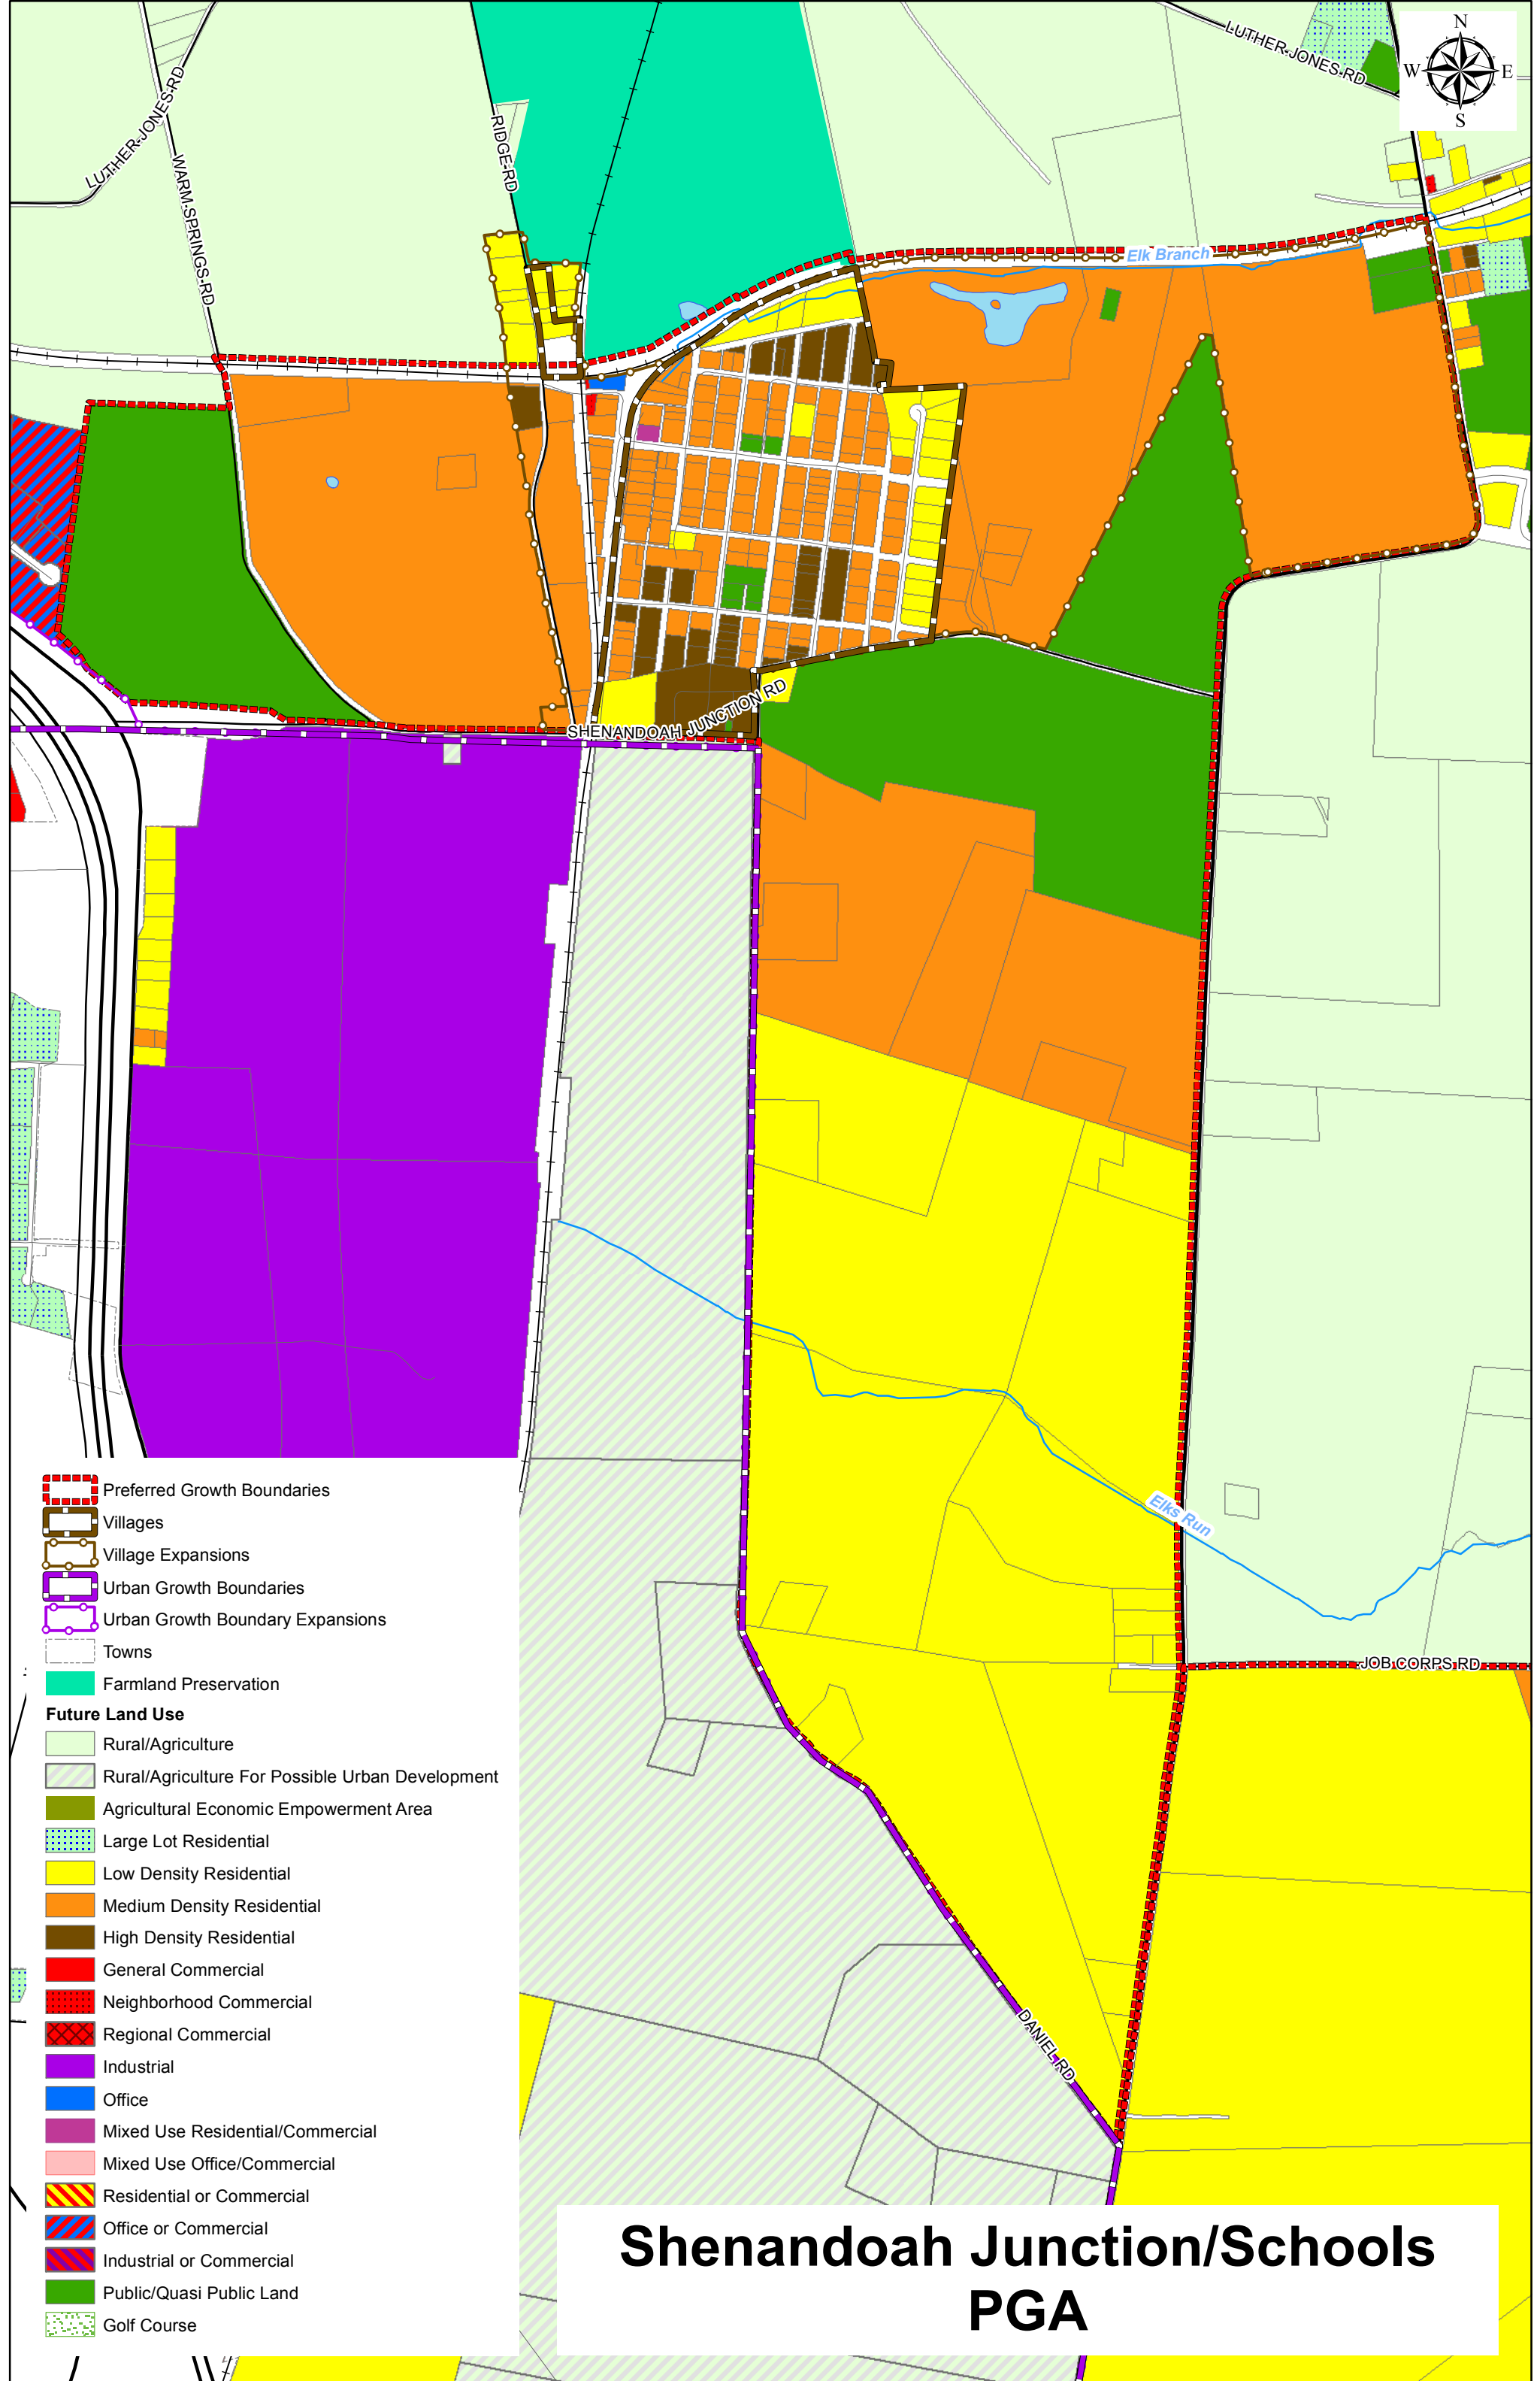 LUTHER JONES RD
N
W E
S
LUTHER-JONES-RD
RIDGE-RD
WARM-SPRINGS-RD
Elk Branch
SHENANDOAH JUNCTION RD
Elks Run
JOB CORPS RD
DANIEL RD
Preferred Growth Boundaries
Villages
Village Expansions
Urban Growth Boundaries
Urban Growth Boundary Expansions
Towns
Farmland Preservation
Future Land Use
Rural/Agriculture
Rural/Agriculture For Possible Urban Development
Agricultural Economic Empowerment Area
Large Lot Residential
Low Density Residential
Medium Density Residential
High Density Residential
General Commercial
Neighborhood Commercial
Regional Commercial
Industrial
Office
Mixed Use Residential/Commercial
Mixed Use Office/Commercial
Residential or Commercial
Office or Commercial
Industrial or Commercial
Public/Quasi Public Land
Golf Course
Shenandoah Junction/Schools
PGA